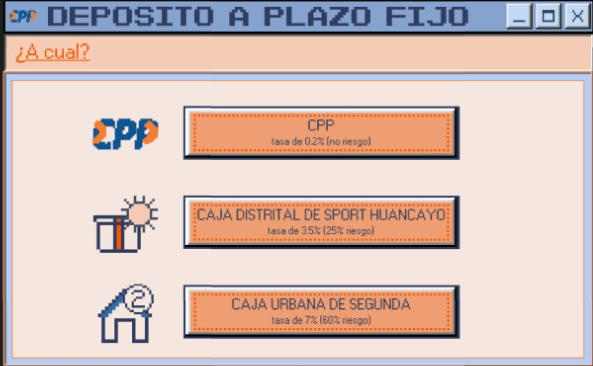 CPP DEPOSITO A PLAZO FIJO
¿A cual?
CPP
CPP
tasa de 0.2% (no riesgo)
CAJA DISTRITAL DE SPORT HUANCAYO
tasa de 3.5% (25% riesgo)
2
CAJA URBANA DE SEGUNDA
tasa de 7% (60% riesgo)